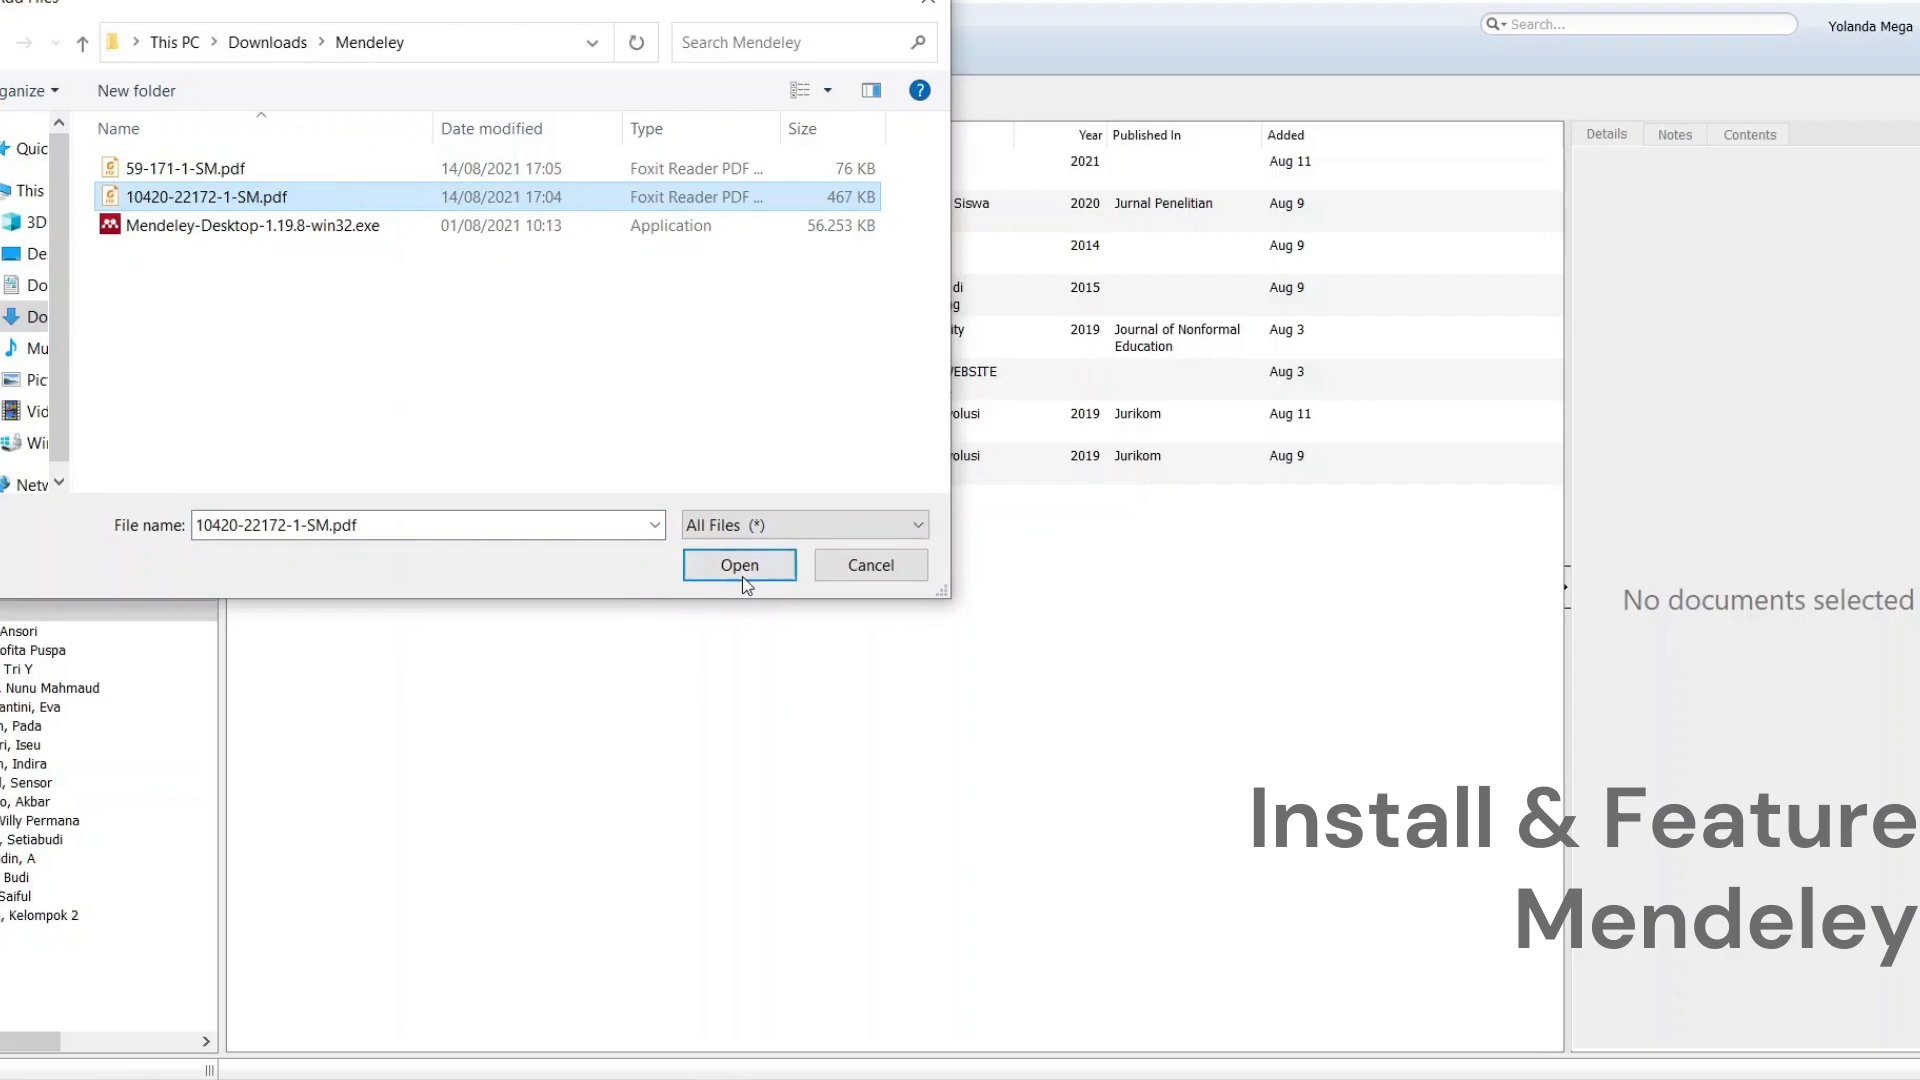 Add Files
This PC > Downloads > Mendeley
Search Mendeley
Search...
Yolanda Mega
ganize
New folder
Name
Date modified
Type
Size
59-171-1-SM.pdf 14/08/2021 17:05 Foxit Reader PDF ... 76 KB
10420-22172-1-SM.pdf 14/08/2021 17:04 Foxit Reader PDF ... 467 KB
Mendeley-Desktop-1.19.8-win32.exe 01/08/2021 10:13 Application 56.253 KB
Quic
This
3D
De
Do
Do
Mu
Pic
Vid
Wi
Netw
File name: 10420-22172-1-SM.pdf
All Files (*)
Open
Cancel
Year Published In Added
2021 Aug 11
Siswa 2020 Jurnal Penelitian Aug 9
2014 Aug 9
di 2015 Aug 9
g
ity 2019 Journal of Nonformal Aug 3
Education
WEBSITE Aug 3
volusi 2019 Jurikom Aug 11
volusi 2019 Jurikom Aug 9
Details
Notes
Contents
No documents selected
Ansori
ofita Puspa
Tri Y
, Nunu Mahmaud
antini, Eva
n, Pada
ri, Iseu
n, Indira
l, Sensor
o, Akbar
Willy Permana
, Setiabudi
din, A
Budi
Saiful
, Kelompok 2
Install & Feature
Mendeley